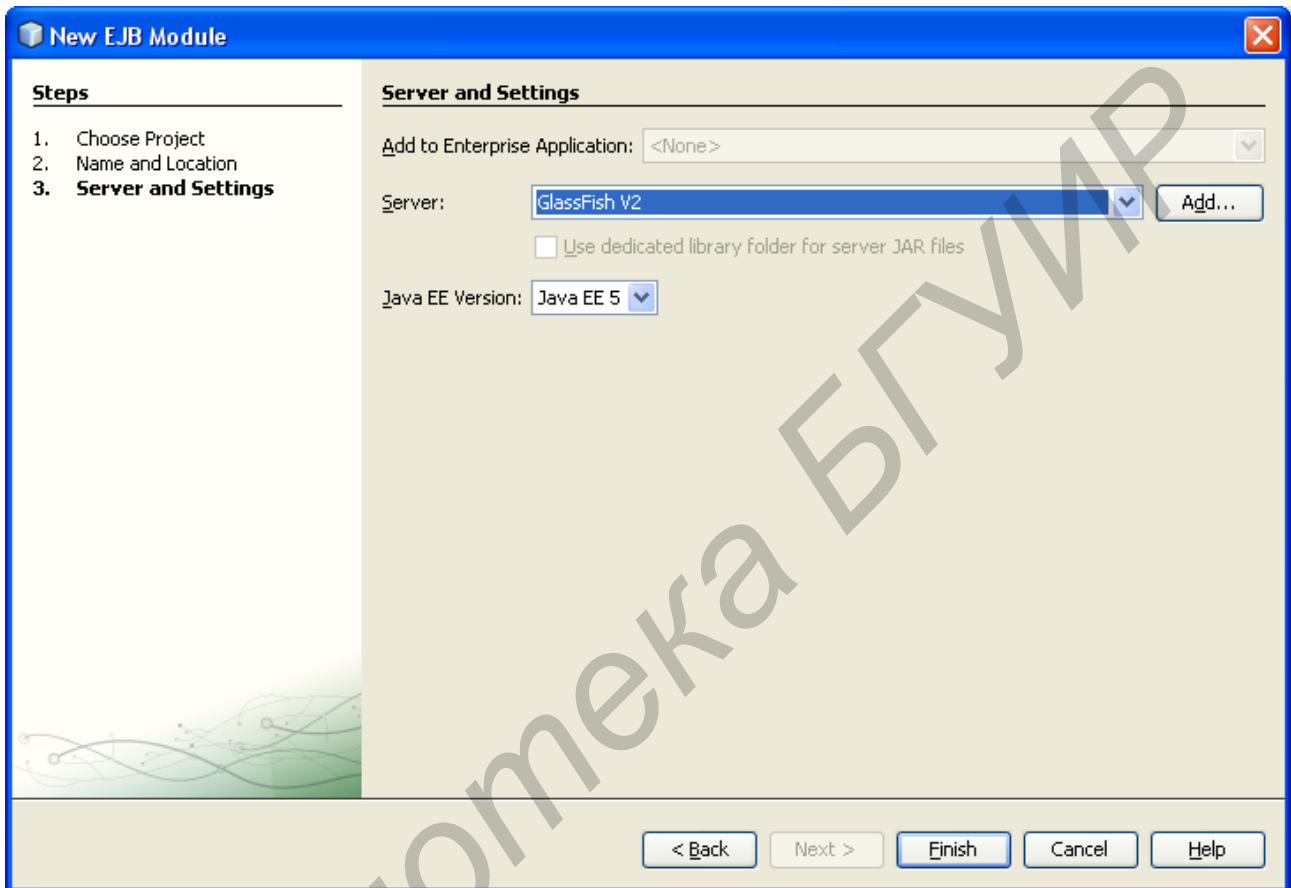 New EJB Module
Steps
1. Choose Project
2. Name and Location
3. Server and Settings
Server and Settings
Add to Enterprise Application: <None>
Server: GlassFish V2 Add...
Use dedicated library folder for server JAR files
Java EE Version: Java EE 5
< Back Next > Finish Cancel Help
БГУИР